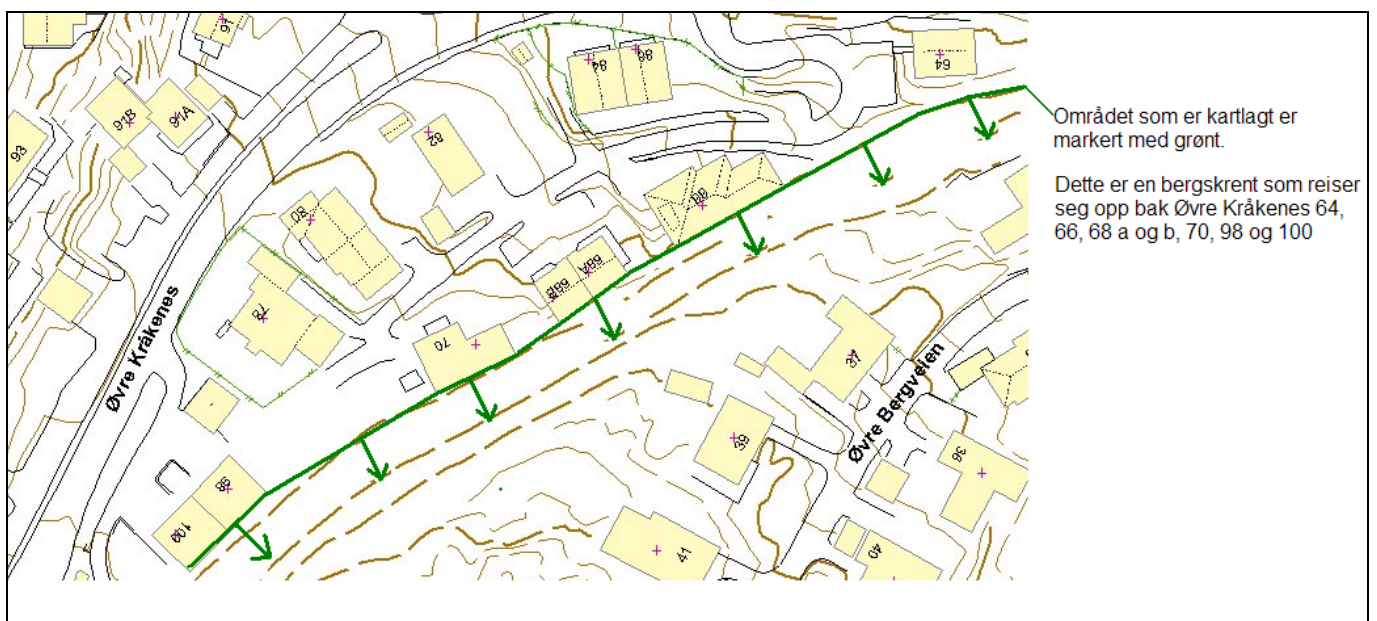 Området som er kartlagt er
markert med grønt.
Dette er en bergskrent som reiser
seg opp bak Øvre Kråkenes 64,
66, 68 a og b, 70, 98 og 100
Øvre Kråkenes
Øvre Bergveien
91
84
86
64
91B
91A
93
82
80
78
68A
68B
70
98
100
37
39
36
41
40